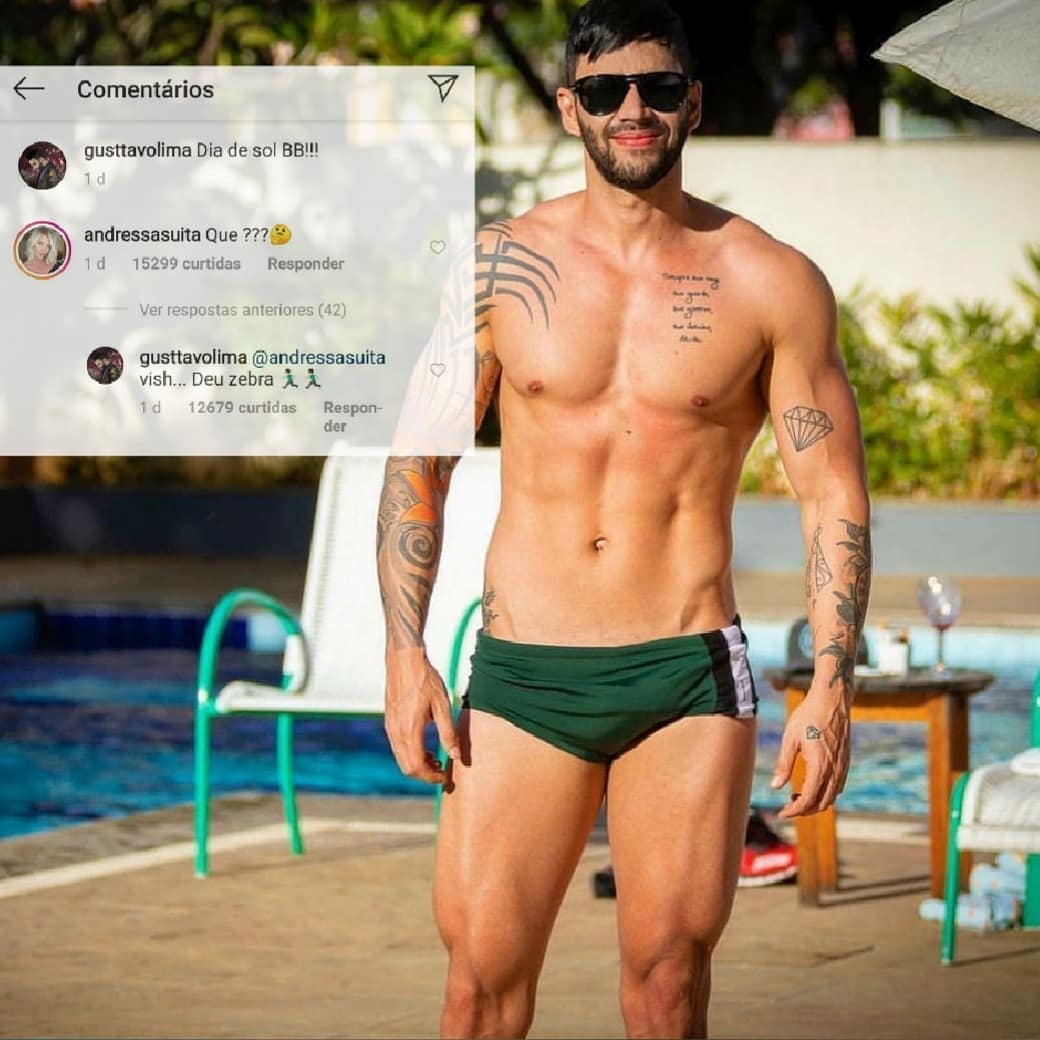 Comentários
gusttavolima Dia de sol BB!!!
1 d
andressasuita Que ???🤔
1 d 15299 curtidas Responder
Ver respostas anteriores (42)
gusttavolima @andressasuita
vish... Deu zebra 🏃🏾‍♂️🏃🏾‍♂️
1 d 12679 curtidas Respon-
der